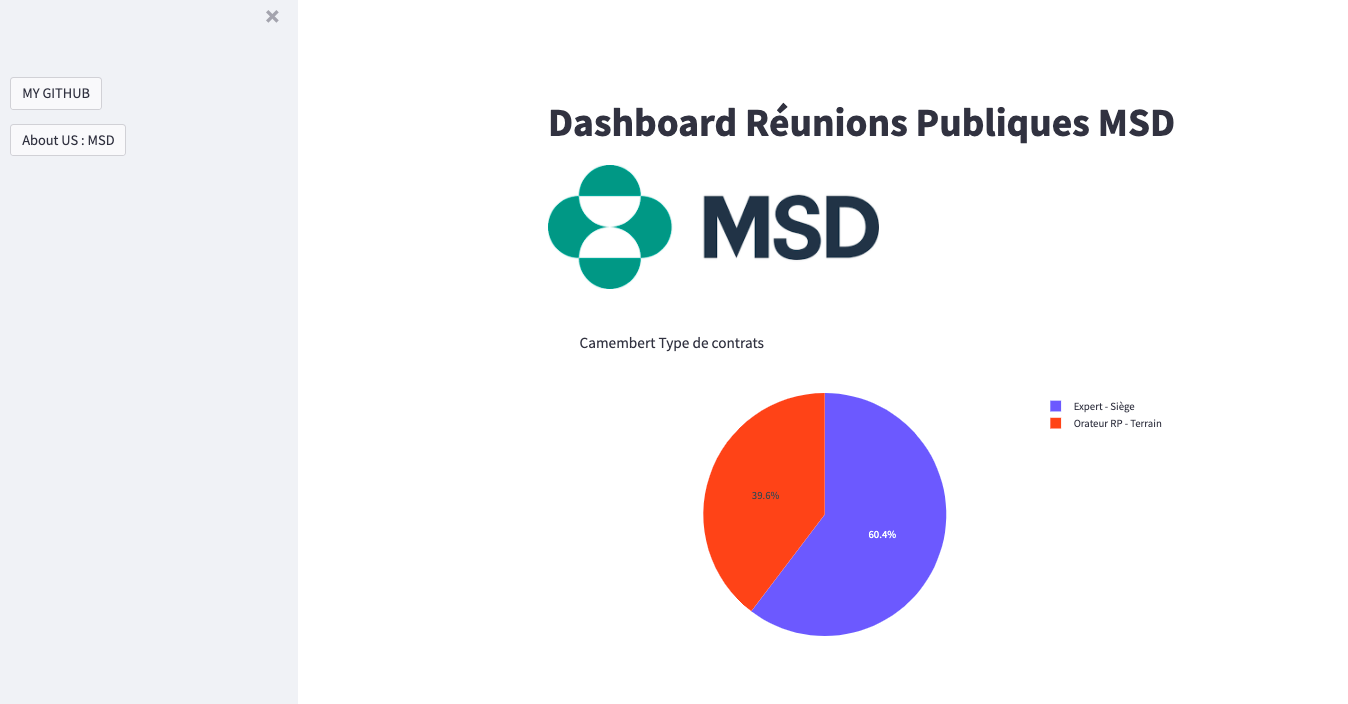 MY GITHUB
About US : MSD
Dashboard Réunions Publiques MSD
MSD
Camembert Type de contrats
Expert - Siège
Orateur RP - Terrain
39.6%
60.4%